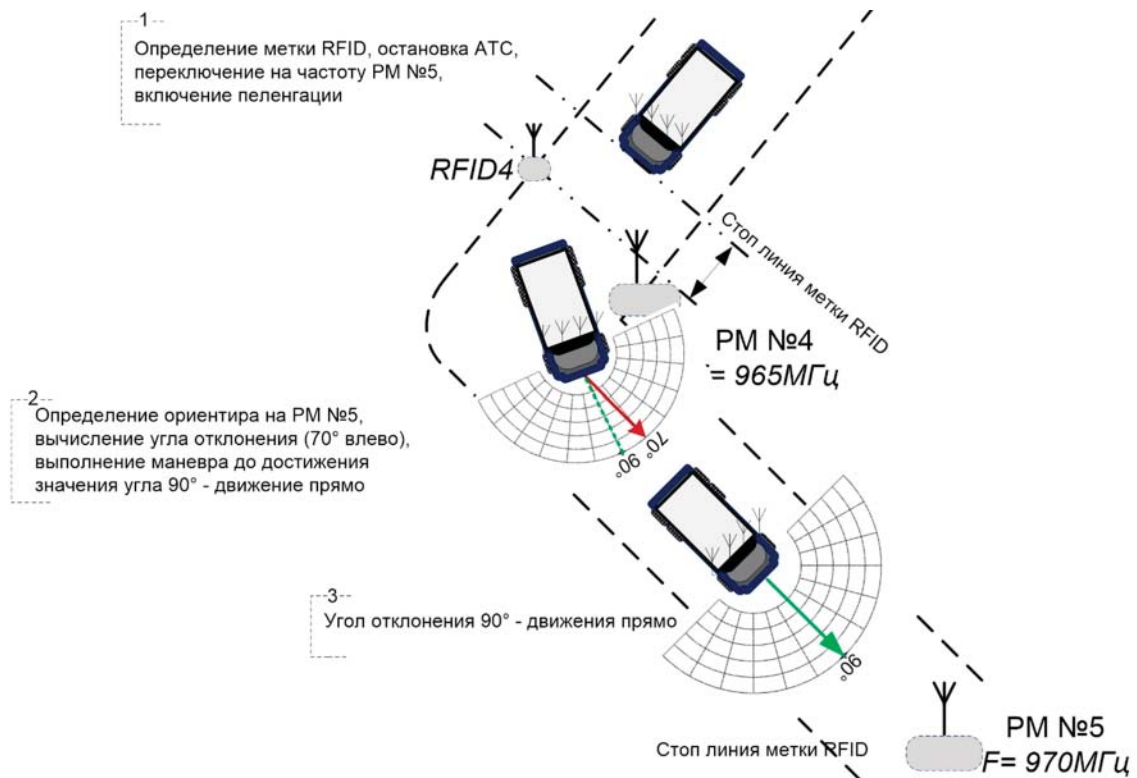 1
Определение метки RFID, остановка АТС,
переключение на частоту РМ №5,
включение пеленгации
RFID4
Стоп линия метки RFID
РМ №4
= 965МГц
2
Определение ориентира на РМ №5,
вычисление угла отклонения (70° влево),
выполнение маневра до достижения
значения угла 90° - движение прямо
90° 70°
3
Угол отклонения 90° - движения прямо
90°
Стоп линия метки RFID
РМ №5
F= 970МГц